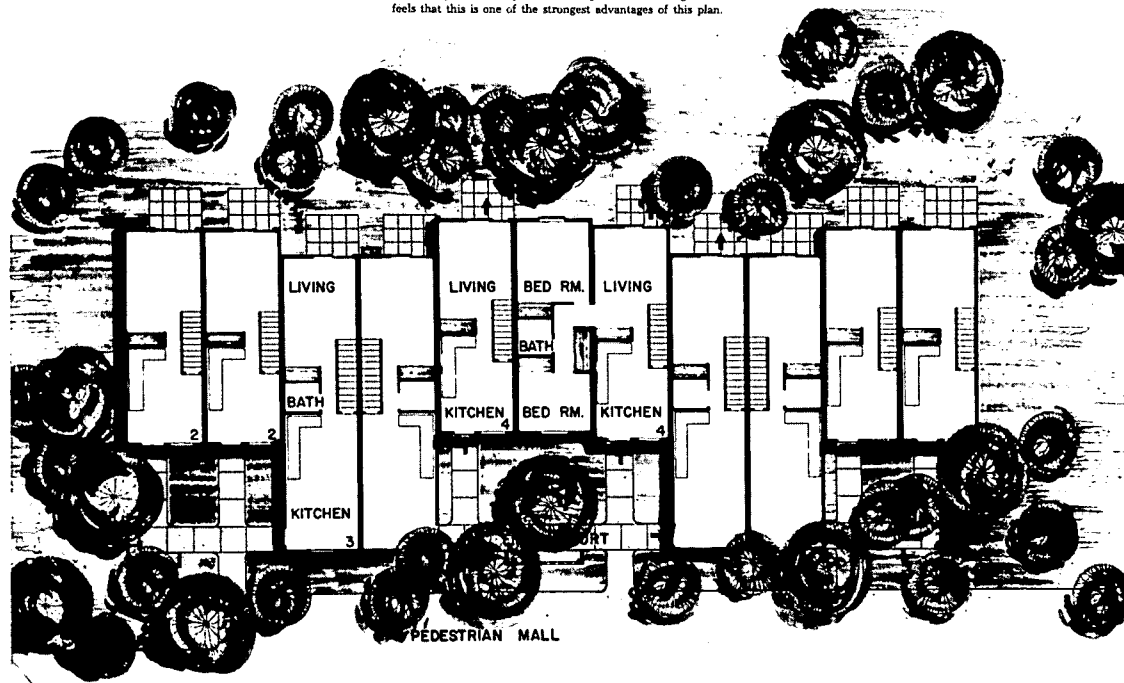 feels that this is one of the strongest advantages of this plan.
LIVING
LIVING
BED RM.
LIVING
BATH
BATH
KITCHEN
BED RM.
KITCHEN
2
2
4
4
KITCHEN
3
PEDESTRIAN MALL